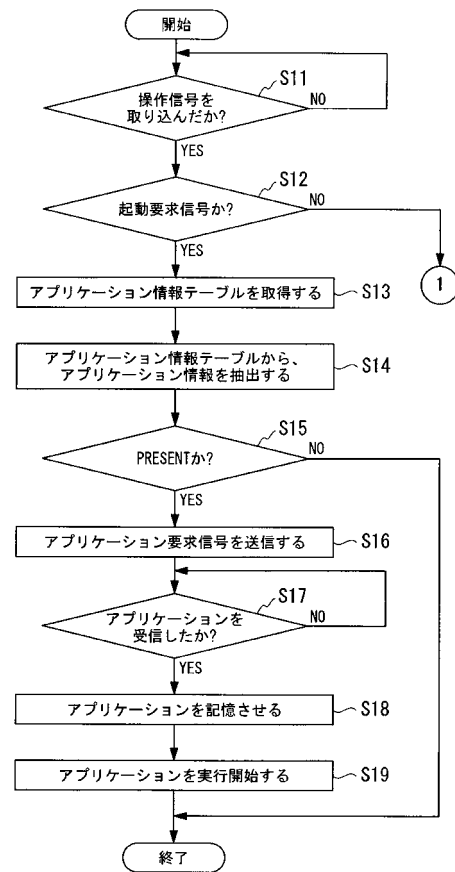 開始
S11
操作信号を
取り込んだか?
NO
YES
S12
起動要求信号か?
NO
YES
1
アプリケーション情報テーブルを取得する
S13
アプリケーション情報テーブルから、
アプリケーション情報を抽出する
S14
S15
PRESENTか?
NO
YES
アプリケーション要求信号を送信する
S16
S17
アプリケーションを
受信したか?
NO
YES
アプリケーションを記憶させる
S18
アプリケーションを実行開始する
S19
終了